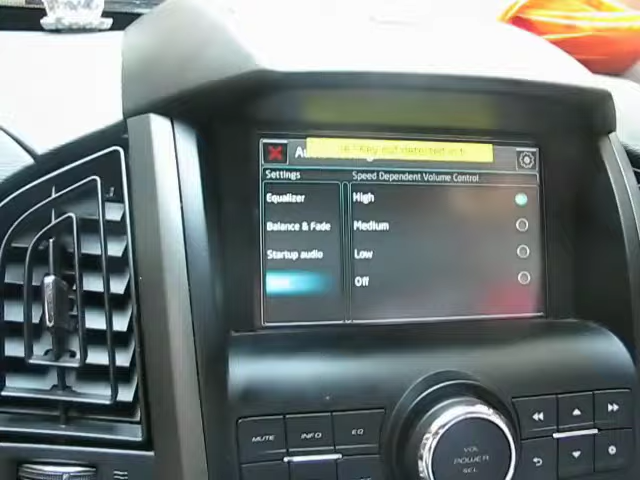 Settings
Speed Dependent Volume Control
Equalizer
High
Balance & Fade
Medium
Startup audio
Low
Off
MUTE
INFO
EQ
VOL
POWER
SEL